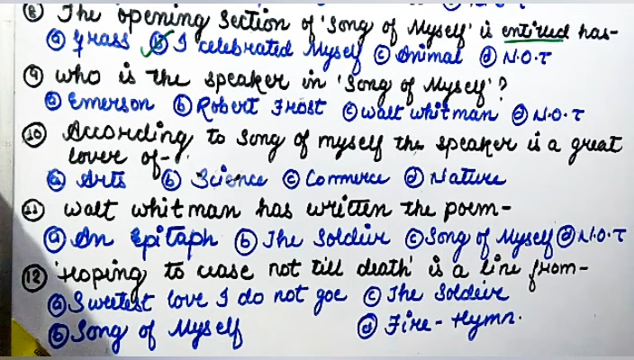 ⑧ The opening section of 'Song of Myself' is entitled has-
ⓐ Grass ⓑ I celebrated Myself ⓒ Animal ⓓ N.O.T
⑨ who is the speaker in 'Song of Myself'?
ⓐ Emerson ⓑ Robert Frost ⓒ walt whitman ⓓ N.O.T
⑩ According to song of myself the speaker is a great
lover of-
ⓐ Arts ⓑ Science ⓒ Commerce ⓓ Nature
⑪ walt whitman has written the poem-
ⓐ An Epitaph ⓑ The Soldier ⓒ Song of Myself ⓓ N.O.T
⑫ 'Hoping to cease not till death' is a line from-
ⓐ Sweetest love I do not goe ⓒ The Soldier
ⓑ Song of Myself ⓓ Fire-Hymn.